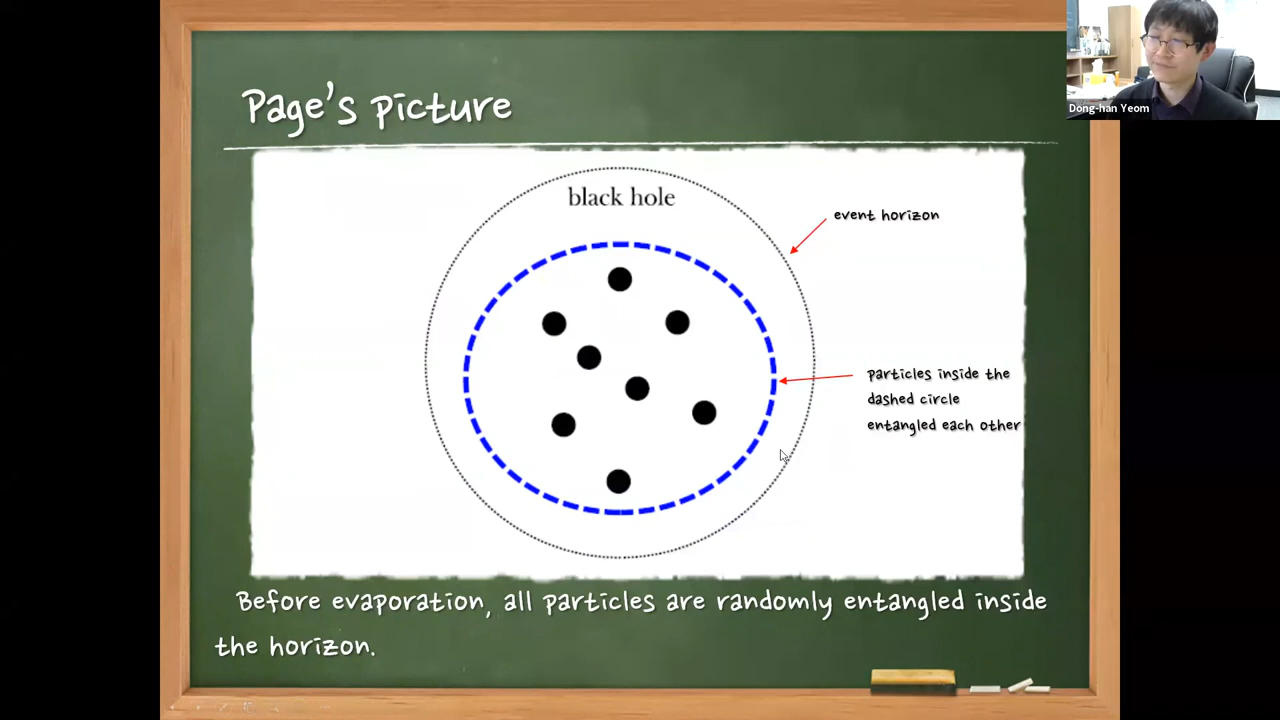 Dong-han Yeom
Page's picture
black hole
event horizon
particles inside the
dashed circle
entangled each other
Before evaporation, all particles are randomly entangled inside
the horizon.